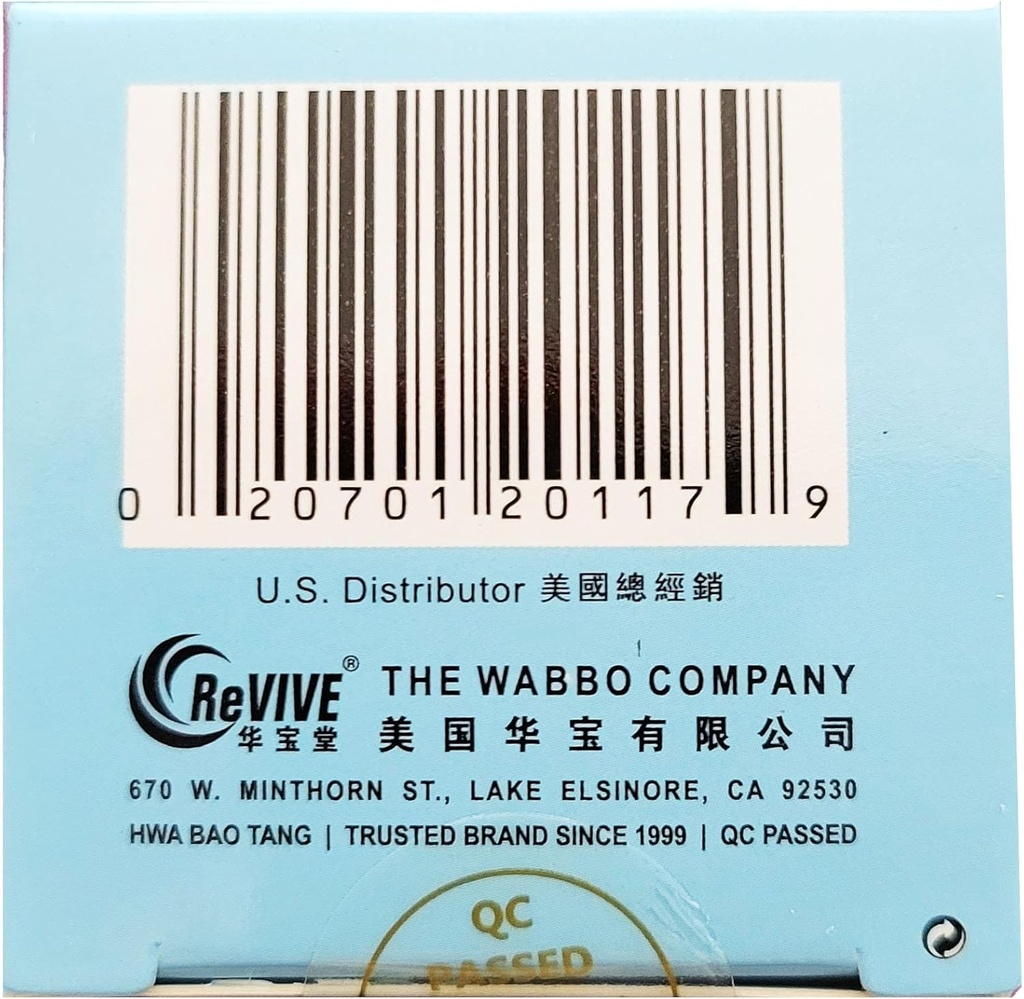 0 20701 20117 9
U.S. Distributor 美國總經銷
ReVIVE®
华宝堂
THE WABBO COMPANY
美国华宝有限公司
670 W. MINTHORN ST., LAKE ELSINORE, CA 92530
HWA BAO TANG | TRUSTED BRAND SINCE 1999 | QC PASSED
QC
PASSED